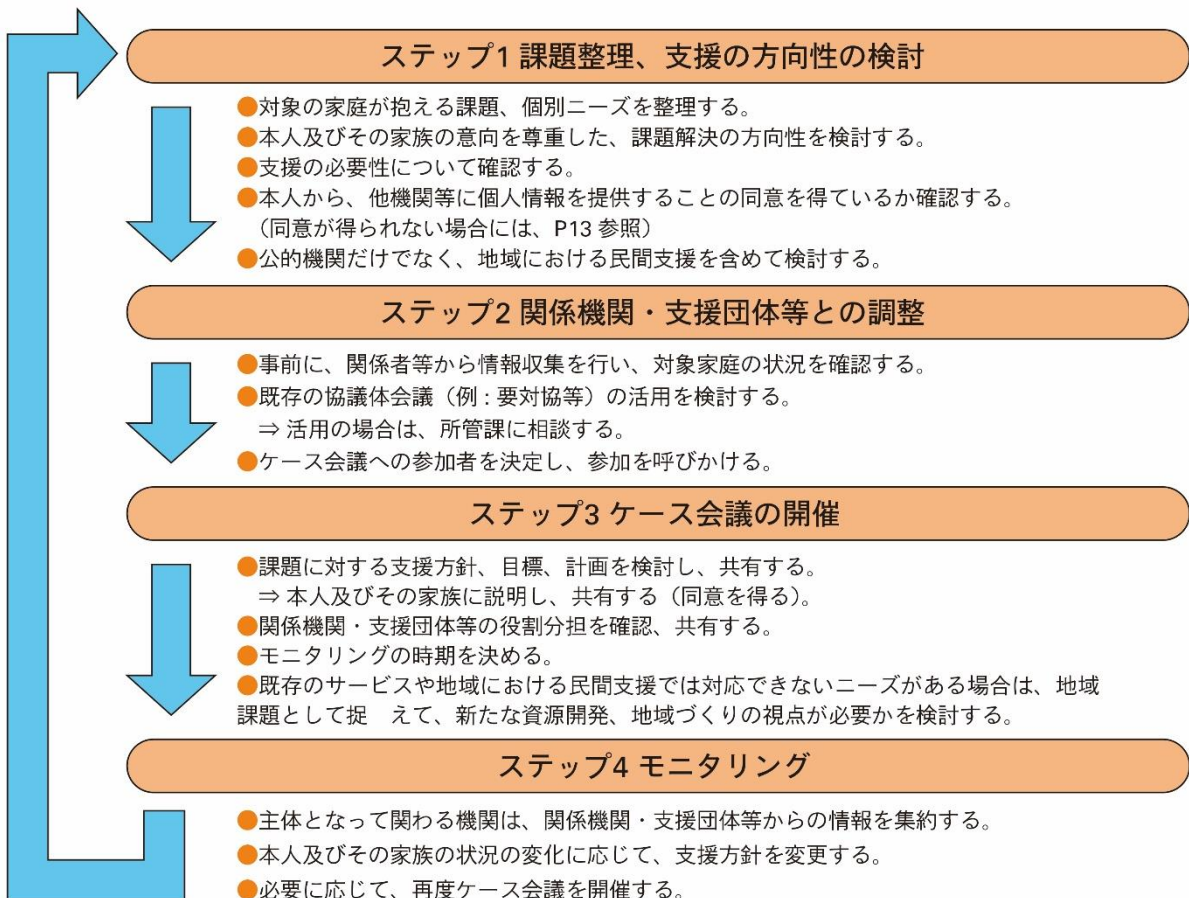 ステップ1 課題整理、支援の方向性の検討
●対象の家庭が抱える課題、個別ニーズを整理する。
●本人及びその家族の意向を尊重した、課題解決の方向性を検討する。
●支援の必要性について確認する。
●本人から、他機関等に個人情報を提供することの同意を得ているか確認する。
（同意が得られない場合には、P13 参照）
●公的機関だけでなく、地域における民間支援を含めて検討する。
ステップ2 関係機関・支援団体等との調整
●事前に、関係者等から情報収集を行い、対象家庭の状況を確認する。
●既存の協議体会議（例：要対協等）の活用を検討する。
⇒ 活用の場合は、所管課に相談する。
●ケース会議への参加者を決定し、参加を呼びかける。
ステップ3 ケース会議の開催
●課題に対する支援方針、目標、計画を検討し、共有する。
⇒ 本人及びその家族に説明し、共有する（同意を得る）。
●関係機関・支援団体等の役割分担を確認、共有する。
●モニタリングの時期を決める。
●既存のサービスや地域における民間支援では対応できないニーズがある場合は、地域
課題として捉　えて、新たな資源開発、地域づくりの視点が必要かを検討する。
ステップ4 モニタリング
●主体となって関わる機関は、関係機関・支援団体等からの情報を集約する。
●本人及びその家族の状況の変化に応じて、支援方針を変更する。
●必要に応じて、再度ケース会議を開催する。